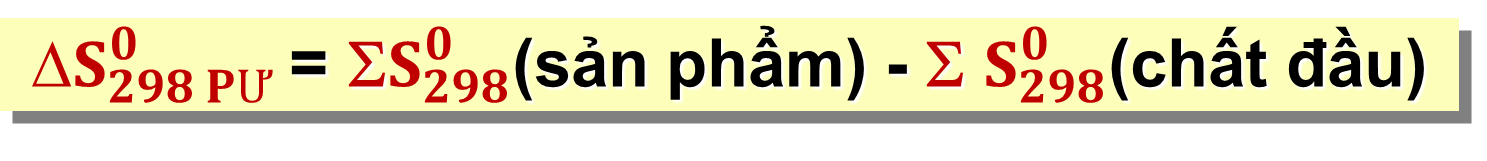 ΔS⁰₂₉₈ PƯ = ΣS⁰₂₉₈(sản phẩm) - Σ S⁰₂₉₈(chất đầu)